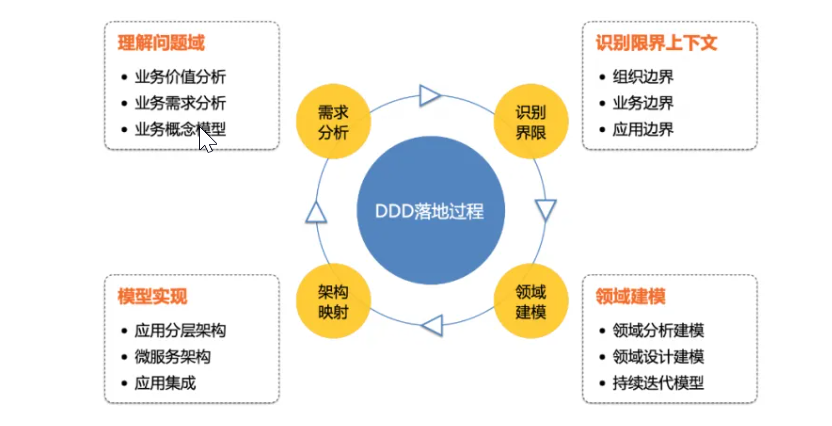 理解问题域
• 业务价值分析
• 业务需求分析
• 业务概念模型
识别限界上下文
• 组织边界
• 业务边界
• 应用边界
需求
分析
识别
界限
DDD落地过程
架构
映射
领域
建模
模型实现
• 应用分层架构
• 微服务架构
• 应用集成
领域建模
• 领域分析建模
• 领域设计建模
• 持续迭代模型